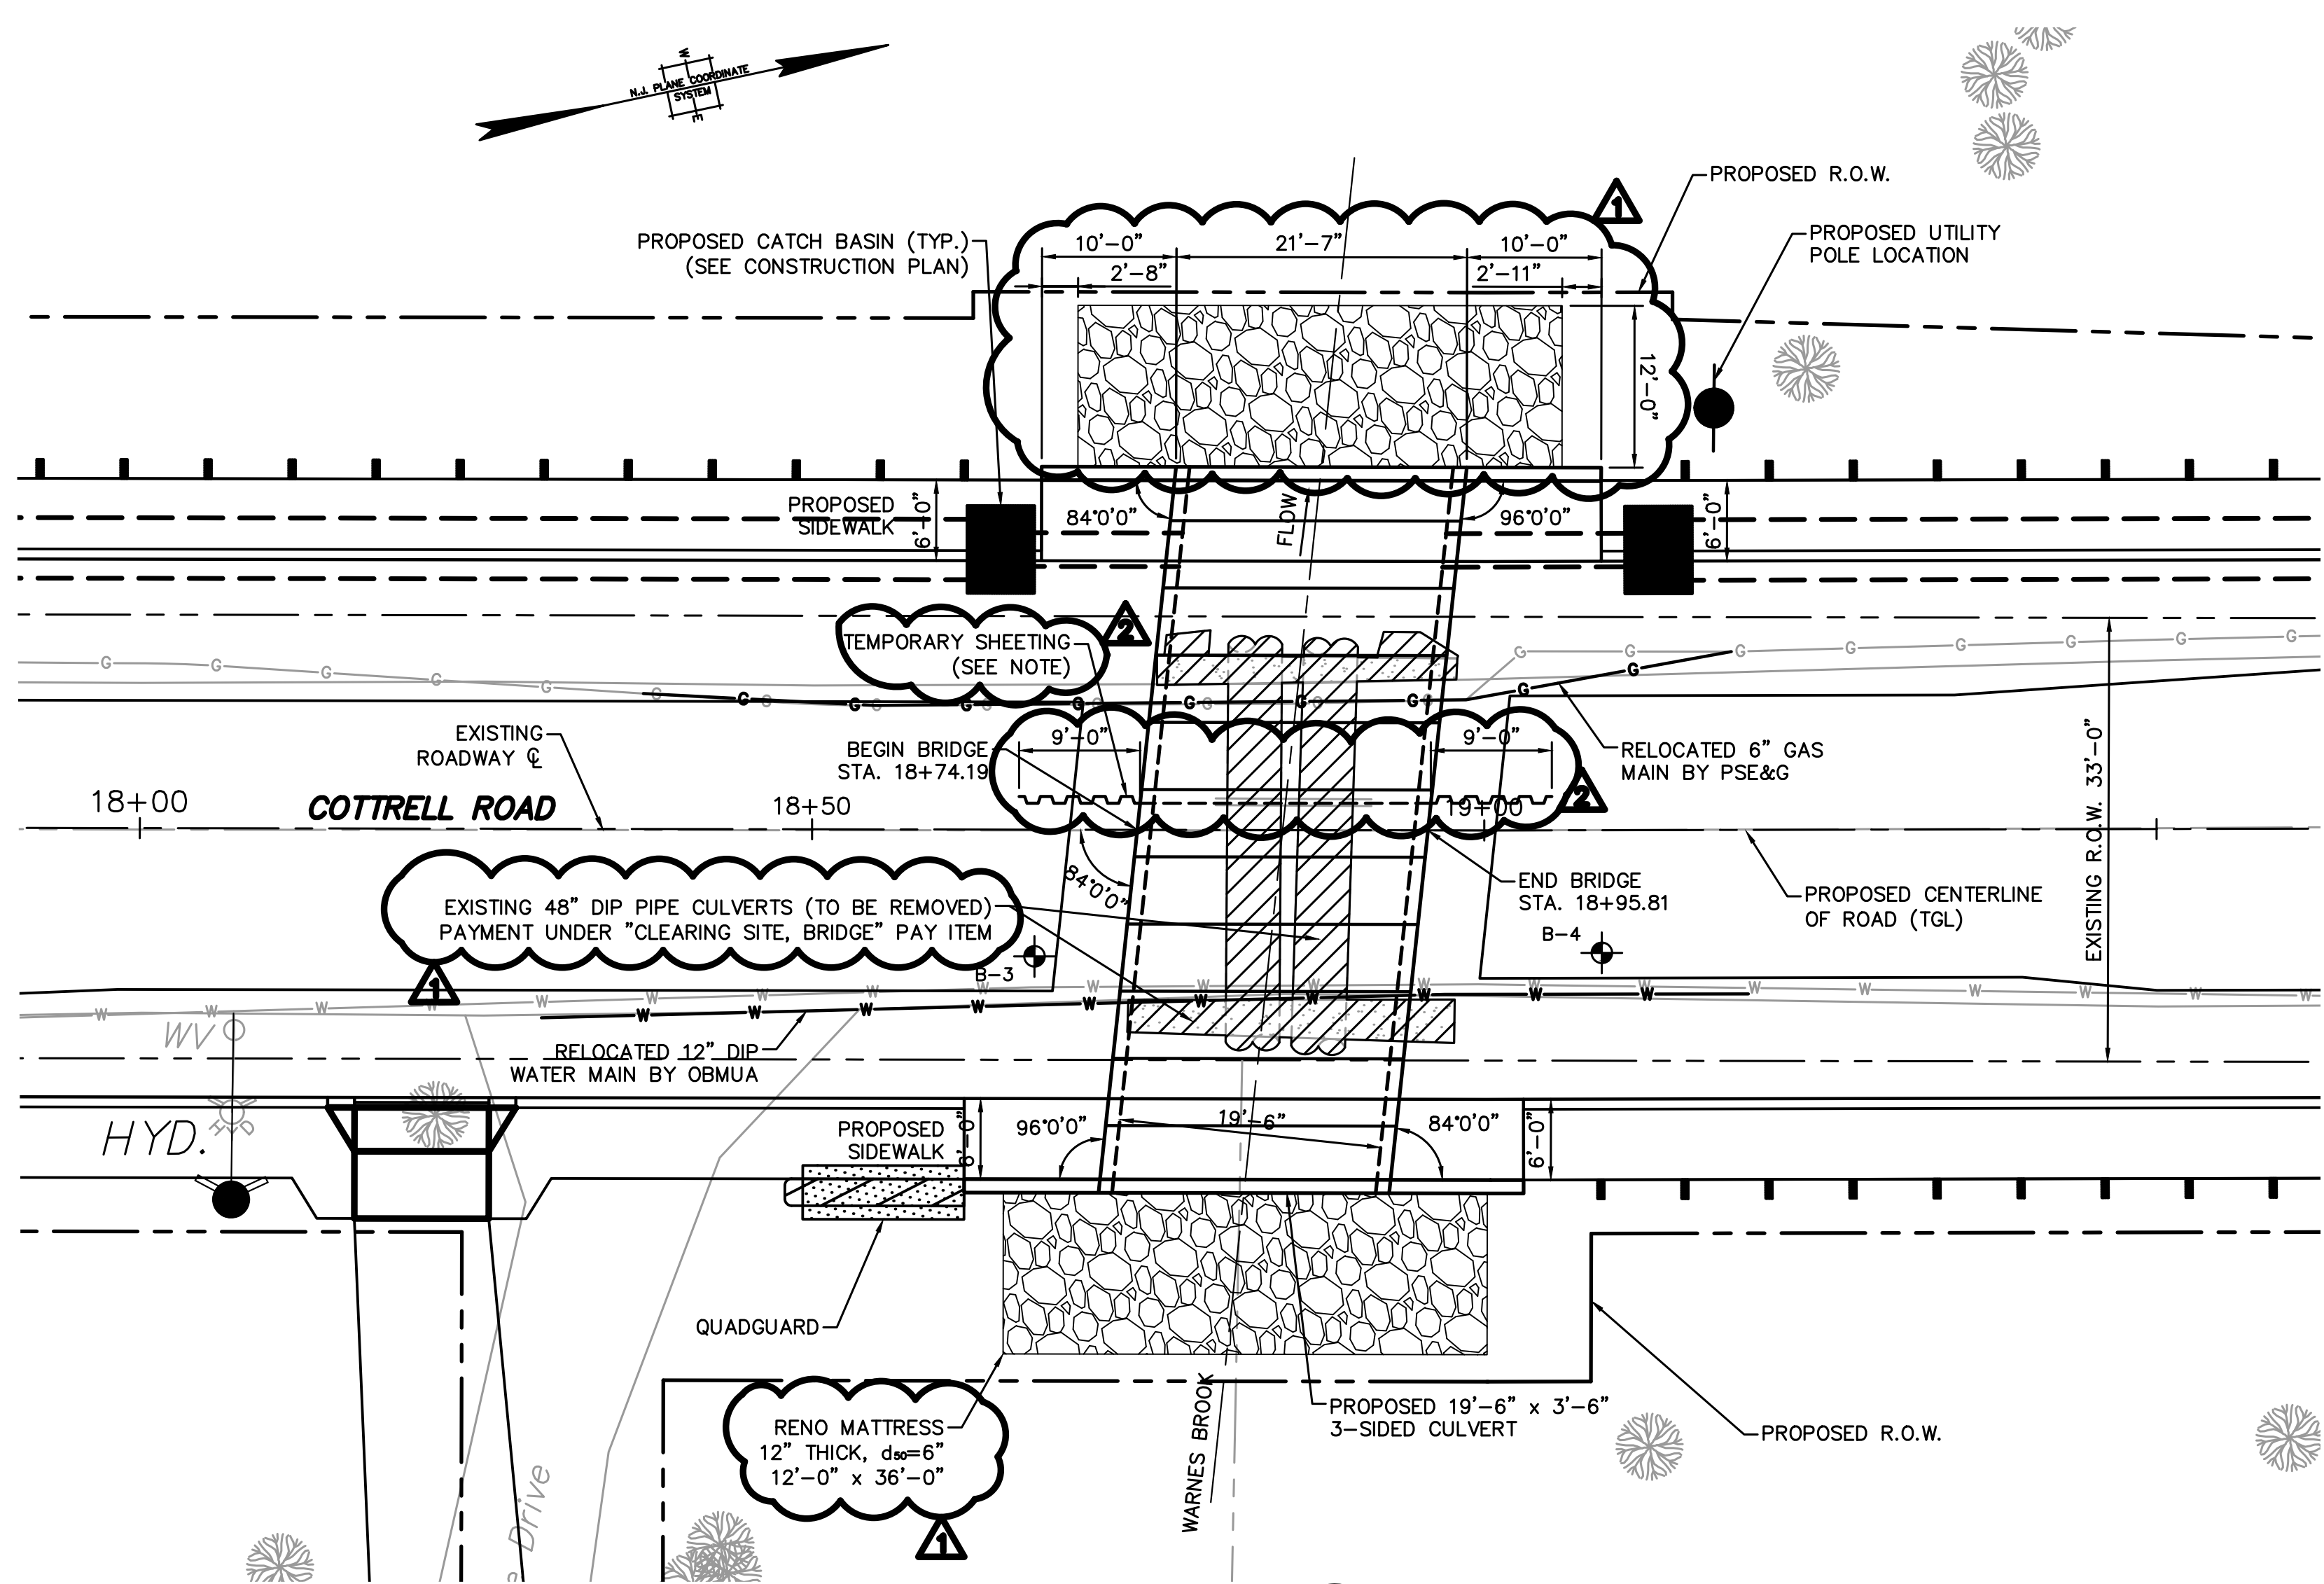 N.J. PLANE COORDINATE
SYSTEM
W
E
PROPOSED R.O.W.
1
PROPOSED UTILITY
POLE LOCATION
PROPOSED CATCH BASIN (TYP.)
(SEE CONSTRUCTION PLAN)
10'-0"
21'-7"
10'-0"
2'-8"
2'-11"
12'-0"
PROPOSED
SIDEWALK
6'-0"
84°0'0"
FLOW
96°0'0"
6'-0"
2
TEMPORARY SHEETING
(SEE NOTE)
G G G G G G G G G G G G G G G G G
G G G G G G G G G
EXISTING
ROADWAY ℄
BEGIN BRIDGE
STA. 18+74.19
9'-0"
9'-0"
RELOCATED 6" GAS
MAIN BY PSE&G
2
18+00
COTTRELL ROAD
18+50
19+00
EXISTING R.O.W. 33'-0"
84°0'0"
EXISTING 48" DIP PIPE CULVERTS (TO BE REMOVED)
PAYMENT UNDER "CLEARING SITE, BRIDGE" PAY ITEM
1
END BRIDGE
STA. 18+95.81
PROPOSED CENTERLINE
OF ROAD (TGL)
B-3
B-4
W W W W W W W W W W W W W W W W W W W W W
W W W W W W W W W W
WV
RELOCATED 12" DIP
WATER MAIN BY OBMUA
HYD
HYD.
PROPOSED
SIDEWALK
6'-0"
96°0'0"
19'-6"
84°0'0"
6'-0"
QUADGUARD
RENO MATTRESS
12" THICK, d₅₀=6"
12'-0" x 36'-0"
1
WARNES BROOK
PROPOSED 19'-6" x 3'-6"
3-SIDED CULVERT
PROPOSED R.O.W.
Drive